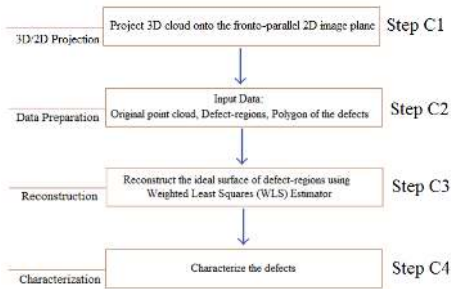 Project 3D cloud onto the fronto-parallel 2D image plane
Step C1
3D/2D Projection
Input Data:
Original point cloud, Defect-regions, Polygon of the defects
Step C2
Data Preparation
Reconstruct the ideal surface of defect-regions using
Weighted Least Squares (WLS) Estimator
Step C3
Reconstruction
Characterize the defects
Step C4
Characterization